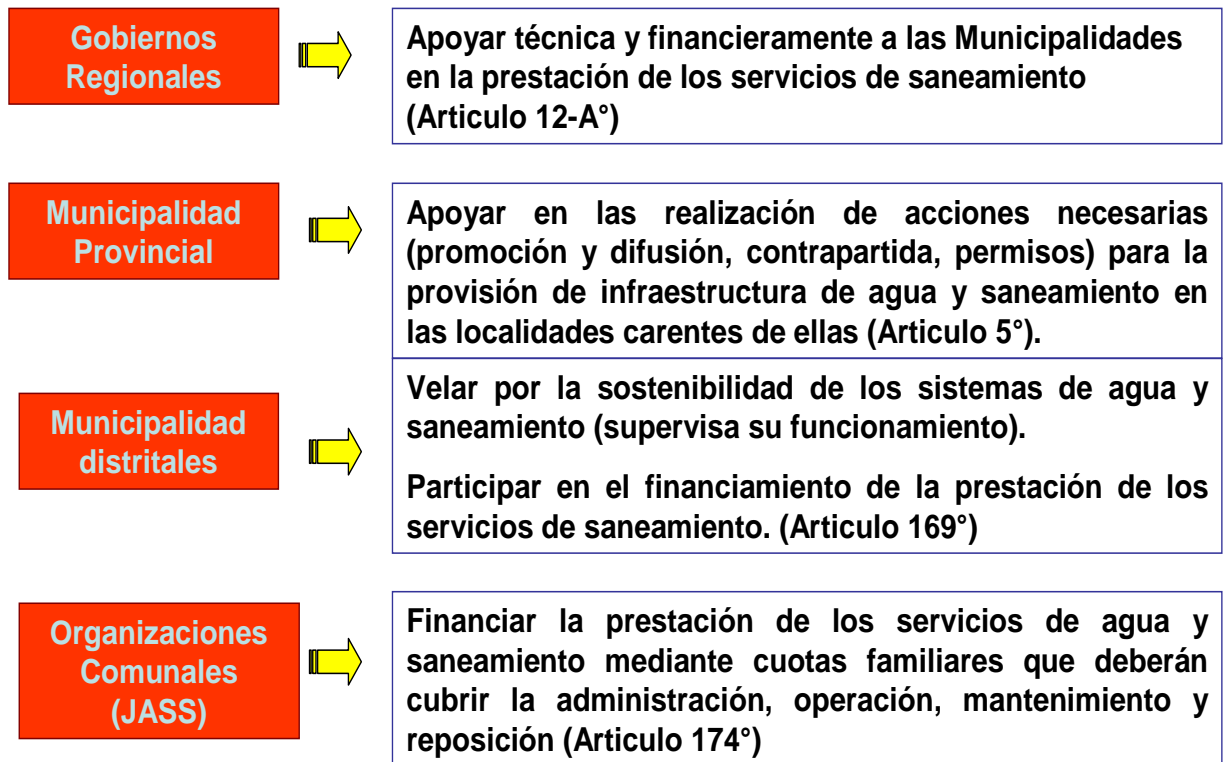 Gobiernos
Regionales
Apoyar técnica y financieramente a las Municipalidades
en la prestación de los servicios de saneamiento
(Articulo 12-A°)
Municipalidad
Provincial
Apoyar en las realización de acciones necesarias
(promoción y difusión, contrapartida, permisos) para la
provisión de infraestructura de agua y saneamiento en
las localidades carentes de ellas (Articulo 5°).
Municipalidad
distritales
Velar por la sostenibilidad de los sistemas de agua y
saneamiento (supervisa su funcionamiento).
Participar en el financiamiento de la prestación de los
servicios de saneamiento. (Articulo 169°)
Organizaciones
Comunales
(JASS)
Financiar la prestación de los servicios de agua y
saneamiento mediante cuotas familiares que deberán
cubrir la administración, operación, mantenimiento y
reposición (Articulo 174°)